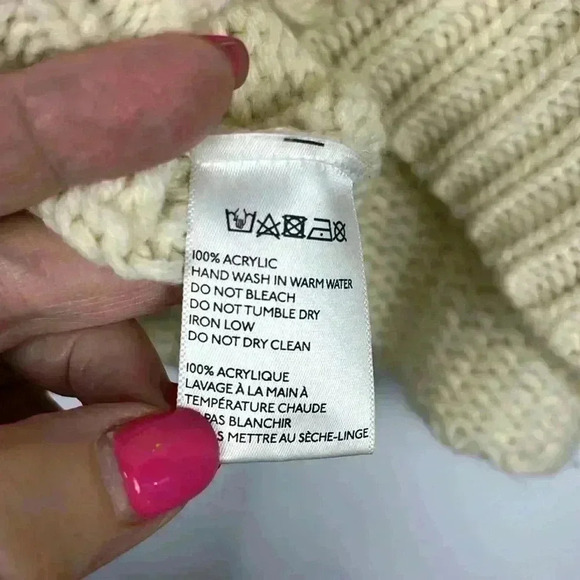 100% ACRYLIC
HAND WASH IN WARM WATER
DO NOT BLEACH
DO NOT TUMBLE DRY
IRON LOW
DO NOT DRY CLEAN
100% ACRYLIQUE
LAVAGE À LA MAIN À
TEMPÉRATURE CHAUDE
PAS BLANCHIR
METTRE AU SÈCHE-LINGE